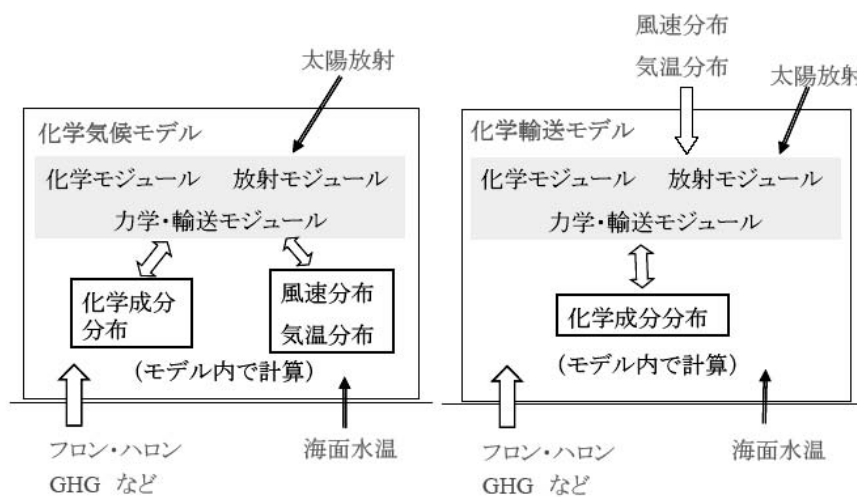 太陽放射
化学気候モデル
化学モジュール 放射モジュール
力学・輸送モジュール
化学成分
分布
風速分布
気温分布
(モデル内で計算)
フロン・ハロン
GHG など
海面水温
風速分布
気温分布
太陽放射
化学輸送モデル
化学モジュール 放射モジュール
力学・輸送モジュール
化学成分分布
(モデル内で計算)
フロン・ハロン
GHG など
海面水温